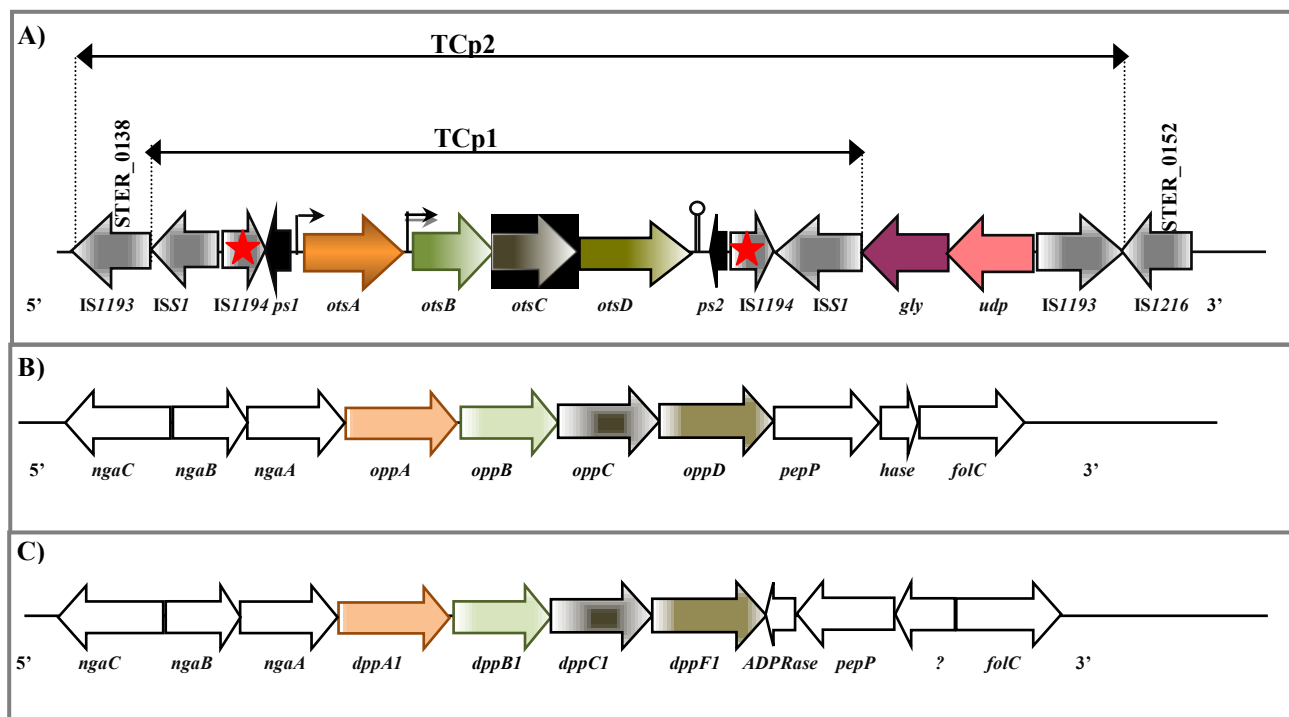 A)
TCp2
TCp1
STER_0138
STER_0152
5’ IS1193 ISS1 IS1194 ps1 otsA otsB otsC otsD ps2 IS1194 ISS1 gly udp IS1193 IS1216 3’
B)
5’ ngaC ngaB ngaA oppA oppB oppC oppD pepP hase folC 3’
C)
5’ ngaC ngaB ngaA dppA1 dppB1 dppC1 dppF1 ADPRase pepP ? folC 3’